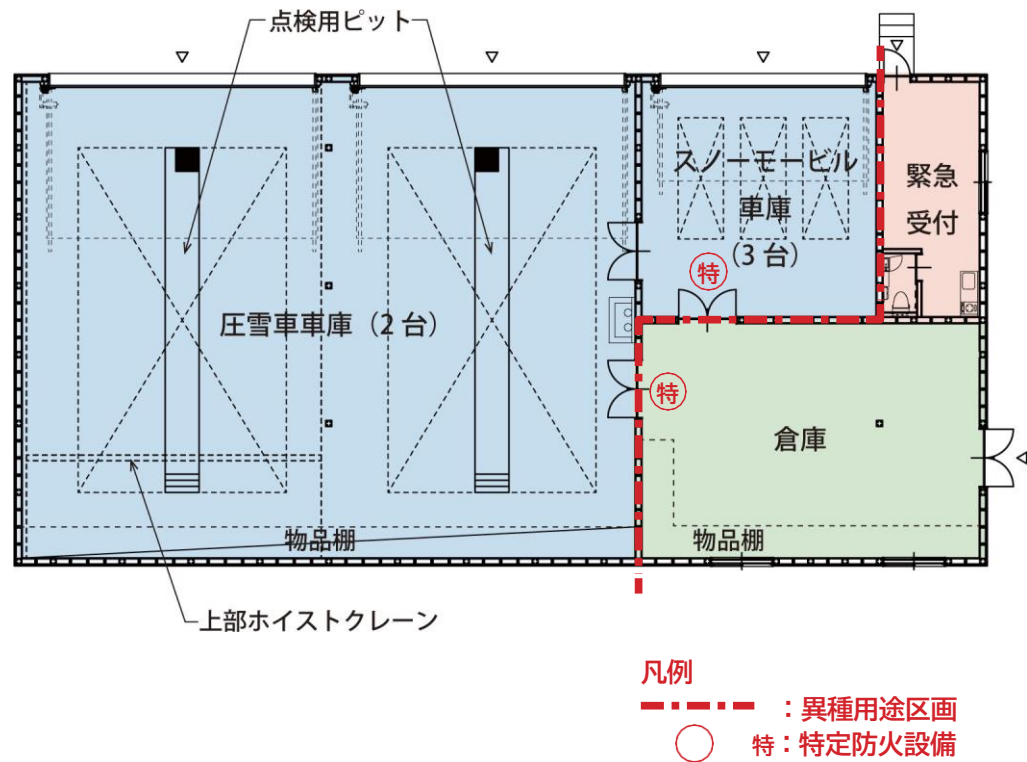 点検用ピット
スノーモービル
車庫
(3 台)
緊急
受付
特
圧雪車車庫（2 台）
特
倉庫
物品棚
物品棚
上部ホイストクレーン
凡例
：異種用途区画
特：特定防火設備